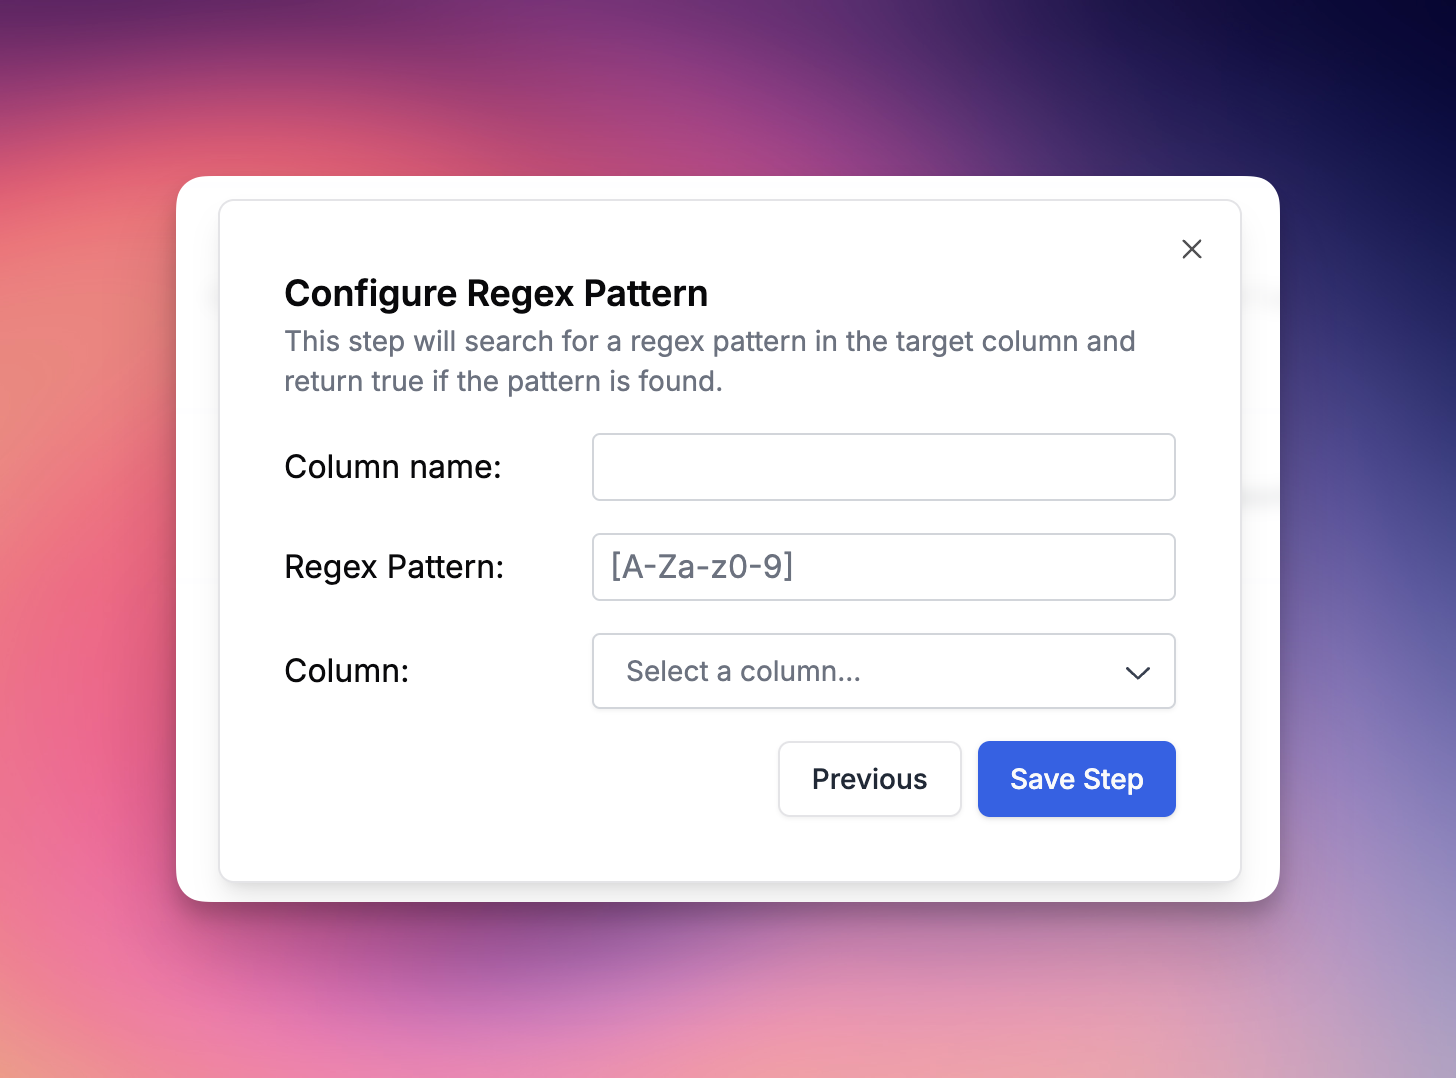 Configure Regex Pattern
This step will search for a regex pattern in the target column and
return true if the pattern is found.
Column name:
Regex Pattern: [A-Za-z0-9]
Column: Select a column...
Previous Save Step